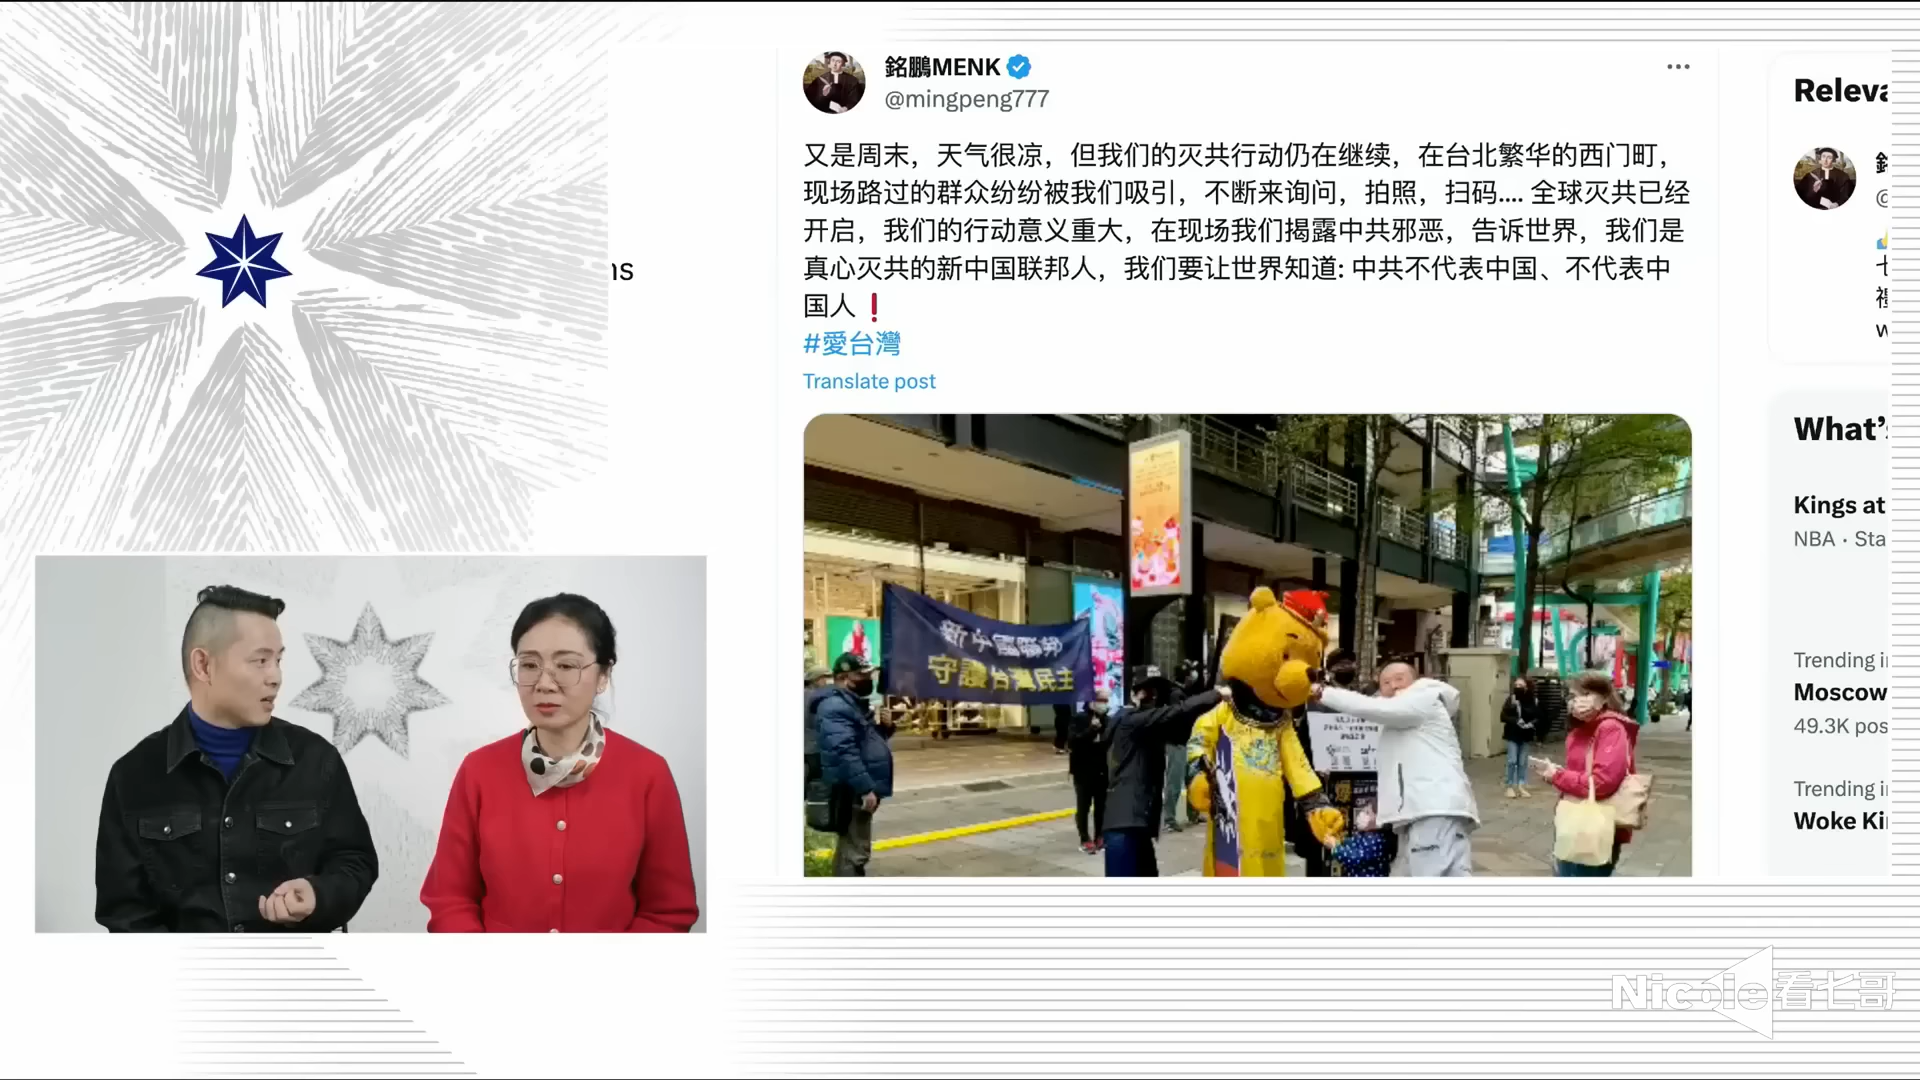 ns
銘鵬MENK
@mingpeng777
又是周末，天气很凉，但我们的灭共行动仍在继续，在台北繁华的西门町，
现场路过的群众纷纷被我们吸引，不断来询问，拍照，扫码.... 全球灭共已经
开启，我们的行动意义重大，在现场我们揭露中共邪恶，告诉世界，我们是
真心灭共的新中国联邦人，我们要让世界知道: 中共不代表中国、不代表中
国人❗
#愛台灣
Translate post
新中國聯邦
守護台灣民主
Releva
What's
Kings at
NBA · Sta
Trending i
Moscow
49.3K pos
Trending i
Woke Ki
Nicole看七哥